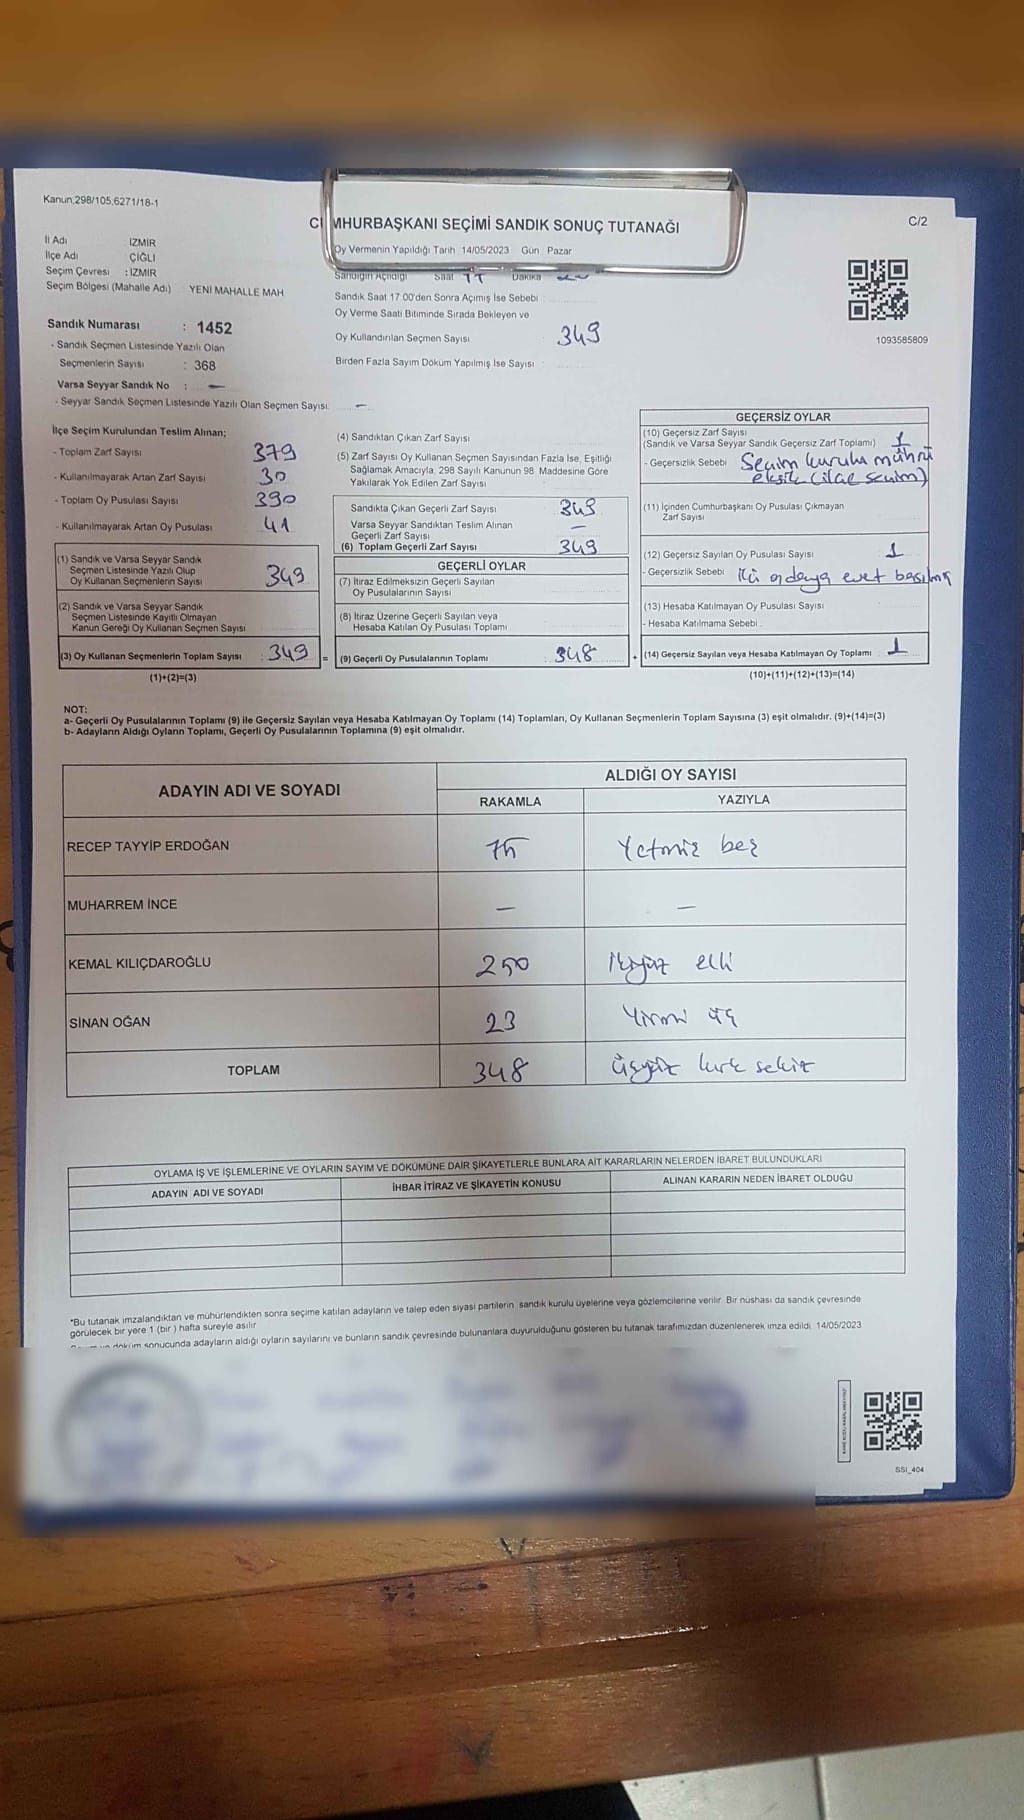 Kanun;298/105,6271/18-1
C/2
CUMHURBAŞKANI SEÇİMİ SANDIK SONUÇ TUTANAĞI
Oy Vermenin Yapıldığı Tarih 14/05/2023 Gün Pazar
İl Adı İZMİR
İlçe Adı ÇİĞLİ
Seçim Çevresi : İZMİR
Seçim Bölgesi (Mahalle Adı) YENİ MAHALLE MAH
Sandık Numarası : 1452
- Sandık Seçmen Listesinde Yazılı Olan
Seçmenlerin Sayısı : 368
Varsa Seyyar Sandık No : —
- Seyyar Sandık Seçmen Listesinde Yazılı Olan Seçmen Sayısı —
Sandığın Açıldığı Saat 17 Dakika
Sandık Saat 17:00'den Sonra Açımış İse Sebebi
Oy Verme Saati Bitiminde Sırada Bekleyen ve
Oy Kullandırılan Seçmen Sayısı 349
Birden Fazla Sayım Döküm Yapılmış İse Sayısı
1093585809
İlçe Seçim Kurulundan Teslim Alınan;
- Toplam Zarf Sayısı 379
- Kullanılmayarak Artan Zarf Sayısı 30
- Toplam Oy Pusulası Sayısı 390
- Kullanılmayarak Artan Oy Pusulası 41
(1) Sandık ve Varsa Seyyar Sandık
Seçmen Listesinde Yazılı Olup
Oy Kullanan Seçmenlerin Sayısı 349
(2) Sandık ve Varsa Seyyar Sandık
Seçmen Listesinde Kayıtlı Olmayan
Kanun Gereği Oy Kullanan Seçmen Sayısı
(3) Oy Kullanan Seçmenlerin Toplam Sayısı : 349 =
(1)+(2)=(3)
(4) Sandıktan Çıkan Zarf Sayısı
(5) Zarf Sayısı Oy Kullanan Seçmen Sayısından Fazla İse, Eşitliği
Sağlamak Amacıyla, 298 Sayılı Kanunun 98 Maddesine Göre
Yakılarak Yok Edilen Zarf Sayısı
Sandıkta Çıkan Geçerli Zarf Sayısı 349
Varsa Seyyar Sandıktan Teslim Alınan —
Geçerli Zarf Sayısı
(6) Toplam Geçerli Zarf Sayısı 349
GEÇERLİ OYLAR
(7) İtiraz Edilmeksizin Geçerli Sayılan
Oy Pusulalarının Sayısı
(8) İtiraz Üzerine Geçerli Sayılan veya
Hesaba Katılan Oy Pusulası Toplamı
(9) Geçerli Oy Pusulalarının Toplamı : 348 +
GEÇERSİZ OYLAR
(10) Geçersiz Zarf Sayısı
(Sandık ve Varsa Seyyar Sandık Geçersiz Zarf Toplamı) 1
- Geçersizlik Sebebi Seçim kurulu mührü
eksik (ilçe seçim)
(11) İçinden Cumhurbaşkanı Oy Pusulası Çıkmayan
Zarf Sayısı
(12) Geçersiz Sayılan Oy Pusulası Sayısı 1
- Geçersizlik Sebebi iki adaya evet basılmış
(13) Hesaba Katılmayan Oy Pusulası Sayısı
- Hesaba Katılmama Sebebi :
(14) Geçersiz Sayılan veya Hesaba Katılmayan Oy Toplamı : 1
(10)+(11)+(12)+(13)=(14)
NOT:
a- Geçerli Oy Pusulalarının Toplamı (9) ile Geçersiz Sayılan veya Hesaba Katılmayan Oy Toplamı (14) Toplamları, Oy Kullanan Seçmenlerin Toplam Sayısına (3) eşit olmalıdır. (9)+(14)=(3)
b- Adayların Aldığı Oyların Toplamı, Geçerli Oy Pusulalarının Toplamına (9) eşit olmalıdır.
ADAYIN ADI VE SOYADI ALDIĞI OY SAYISI
RAKAMLA YAZIYLA
RECEP TAYYİP ERDOĞAN 75 Yetmiş beş
MUHARREM İNCE — —
KEMAL KILIÇDAROĞLU 250 İkiyüz elli
SİNAN OĞAN 23 Yirmi üç
TOPLAM 348 üçyüz kırk sekiz
OYLAMA İŞ VE İŞLEMLERİNE VE OYLARIN SAYIM VE DÖKÜMÜNE DAİR ŞİKAYETLERLE BUNLARA AİT KARARLARIN NELERDEN İBARET BULUNDUKLARI
ADAYIN ADI VE SOYADI İHBAR İTİRAZ VE ŞİKAYETİN KONUSU ALINAN KARARIN NEDEN İBARET OLDUĞU
*Bu tutanak imzalandıktan ve mühürlendikten sonra seçime katılan adayların ve talep eden siyasi partilerin sandık kurulu üyelerine veya gözlemcilerine verilir. Bir nüshası da sandık çevresinde
görülecek bir yere 1 (bir ) hafta süreyle asılır
döküm sonucunda adayların aldığı oyların sayılarını ve bunların sandık çevresinde bulunanlara duyurulduğunu gösteren bu tutanak tarafımızdan düzenlenerek imza edildi. 14/05/2023
SSI_404